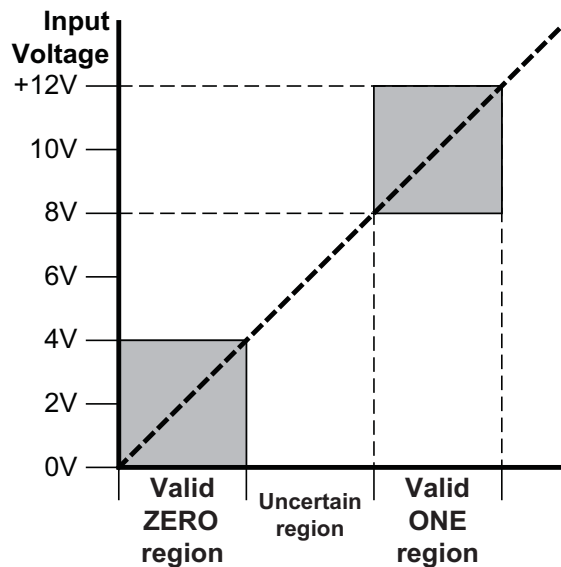 Input
Voltage
+12V
10V
8V
6V
4V
2V
0V
Valid
ZERO
region
Uncertain
region
Valid
ONE
region